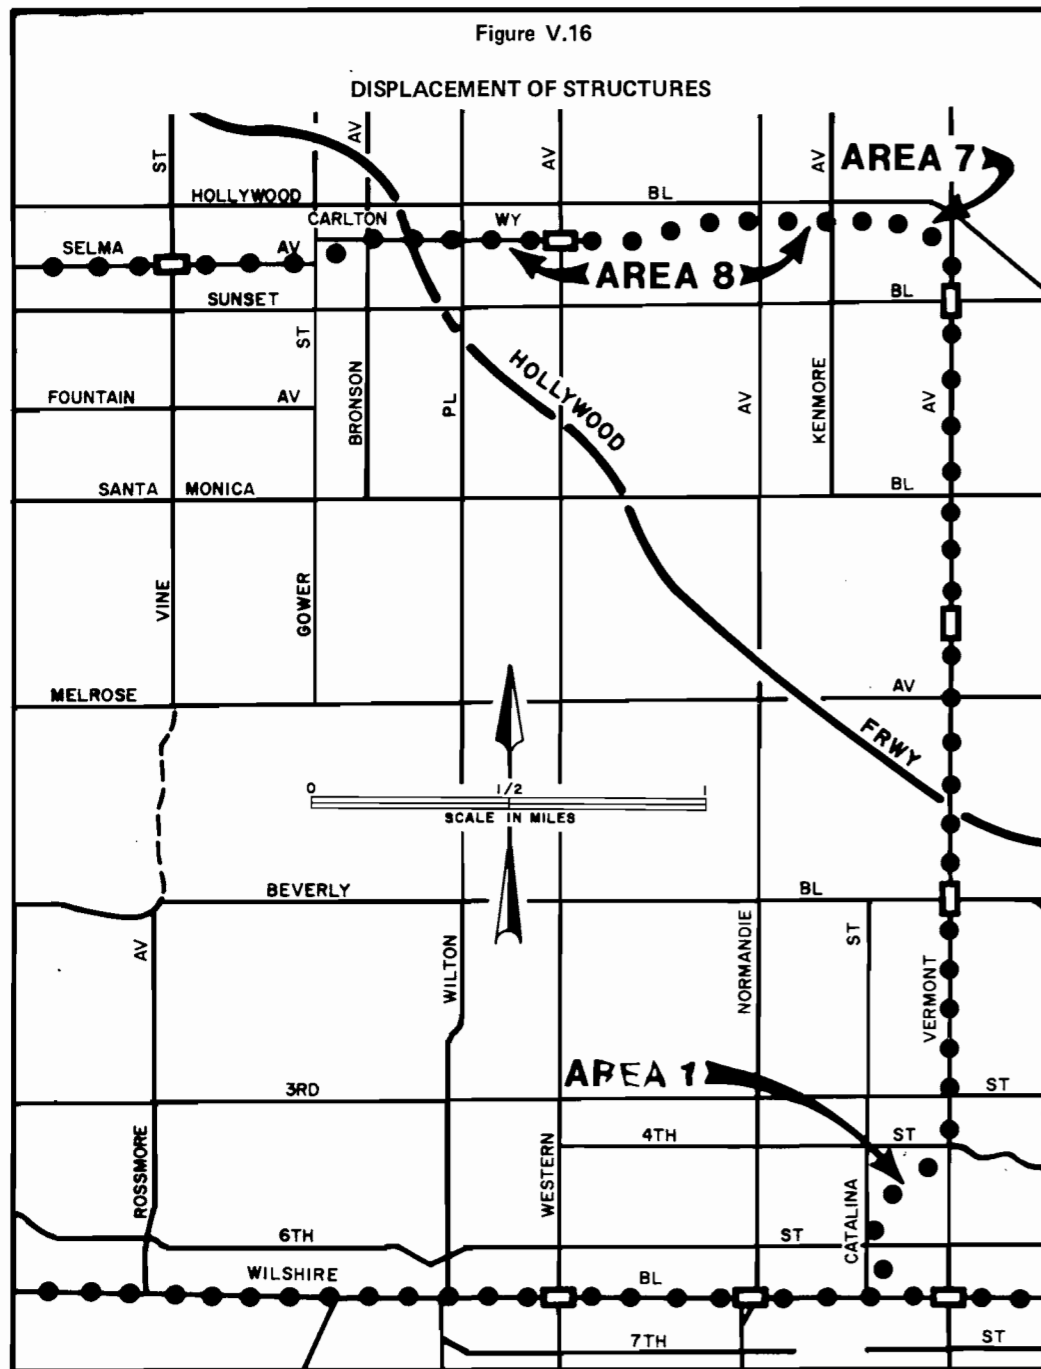 Figure V.16
DISPLACEMENT OF STRUCTURES
ST
AV
AV
AV
AREA 7
HOLLYWOOD
BL
CARLTON
WY
SELMA
AV
AREA 8
SUNSET
BL
ST
FOUNTAIN
AV
BRONSON
PL
HOLLYWOOD
AV
KENMORE
AV
SANTA MONICA
BL
VINE
GOWER
MELROSE
AV
FRWY
0 1/2 1
SCALE IN MILES
BEVERLY
BL
AV
WILTON
NORMANDIE
ST
VERMONT
AREA 1
3RD
ST
4TH
ST
ROSSMORE
WESTERN
CATALINA
6TH
ST
WILSHIRE
BL
7TH
ST